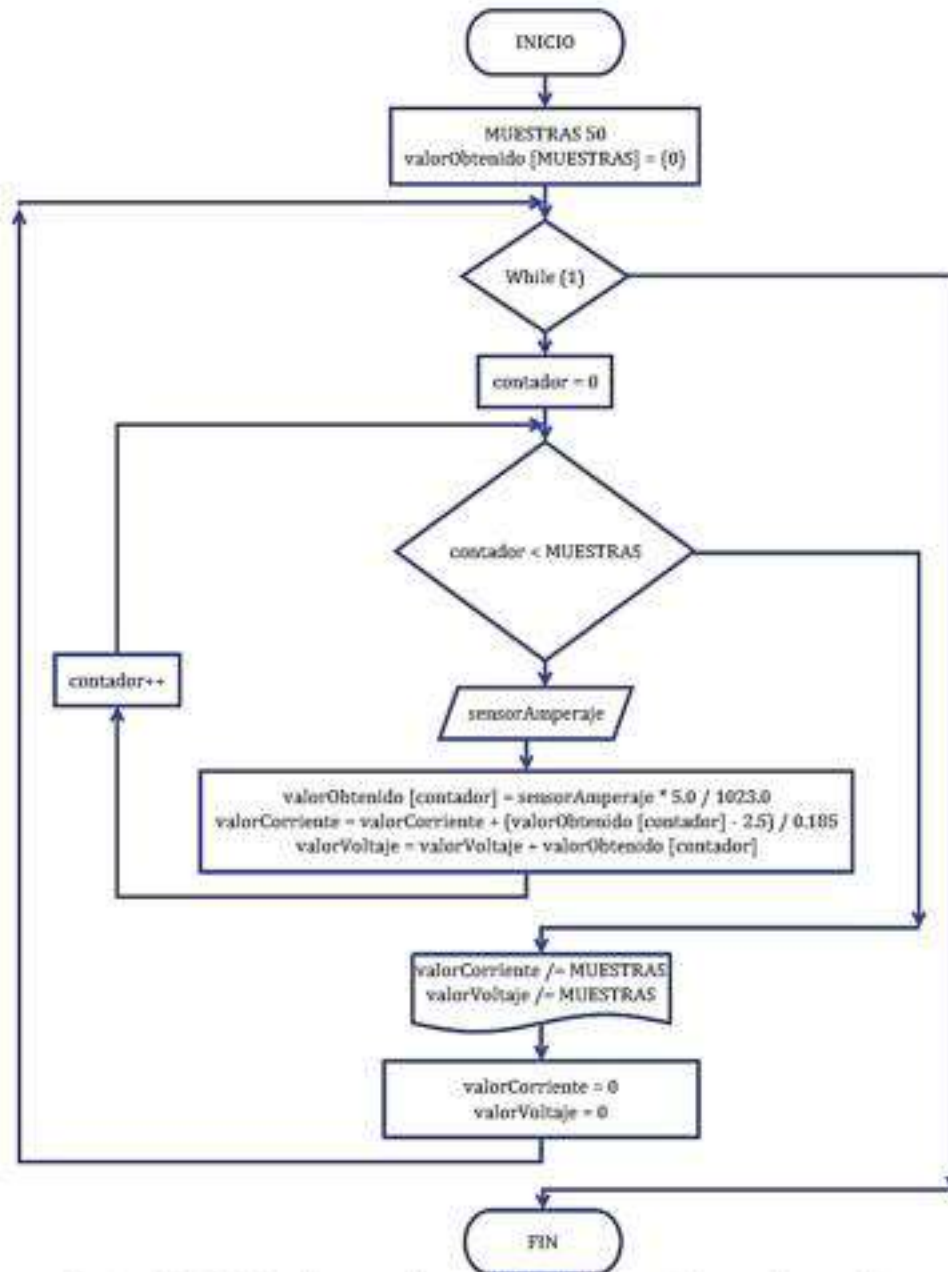 INICIO
MUESTRAS 50
valorObtenido [MUESTRAS] = {0}
While (1)
contador = 0
contador < MUESTRAS
contador++
sensorAmperaje
valorObtenido [contador] = sensorAmperaje * 5.0 / 1023.0
valorCorriente = valorCorriente + (valorObtenido [contador] - 2.5) / 0.185
valorVoltaje = valorVoltaje + valorObtenido [contador]
valorCorriente /= MUESTRAS
valorVoltaje /= MUESTRAS
valorCorriente = 0
valorVoltaje = 0
FIN